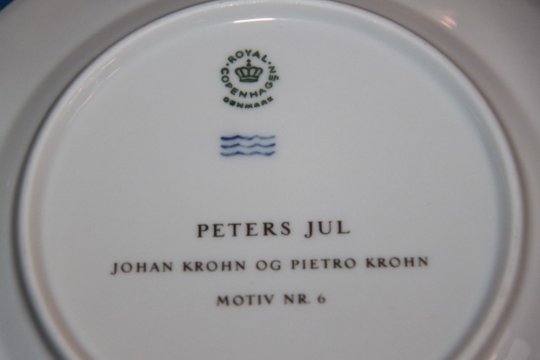 ROYAL COPENHAGEN
DENMARK
PETERS JUL
JOHAN KROHN OG PIETRO KROHN
MOTIV NR. 6